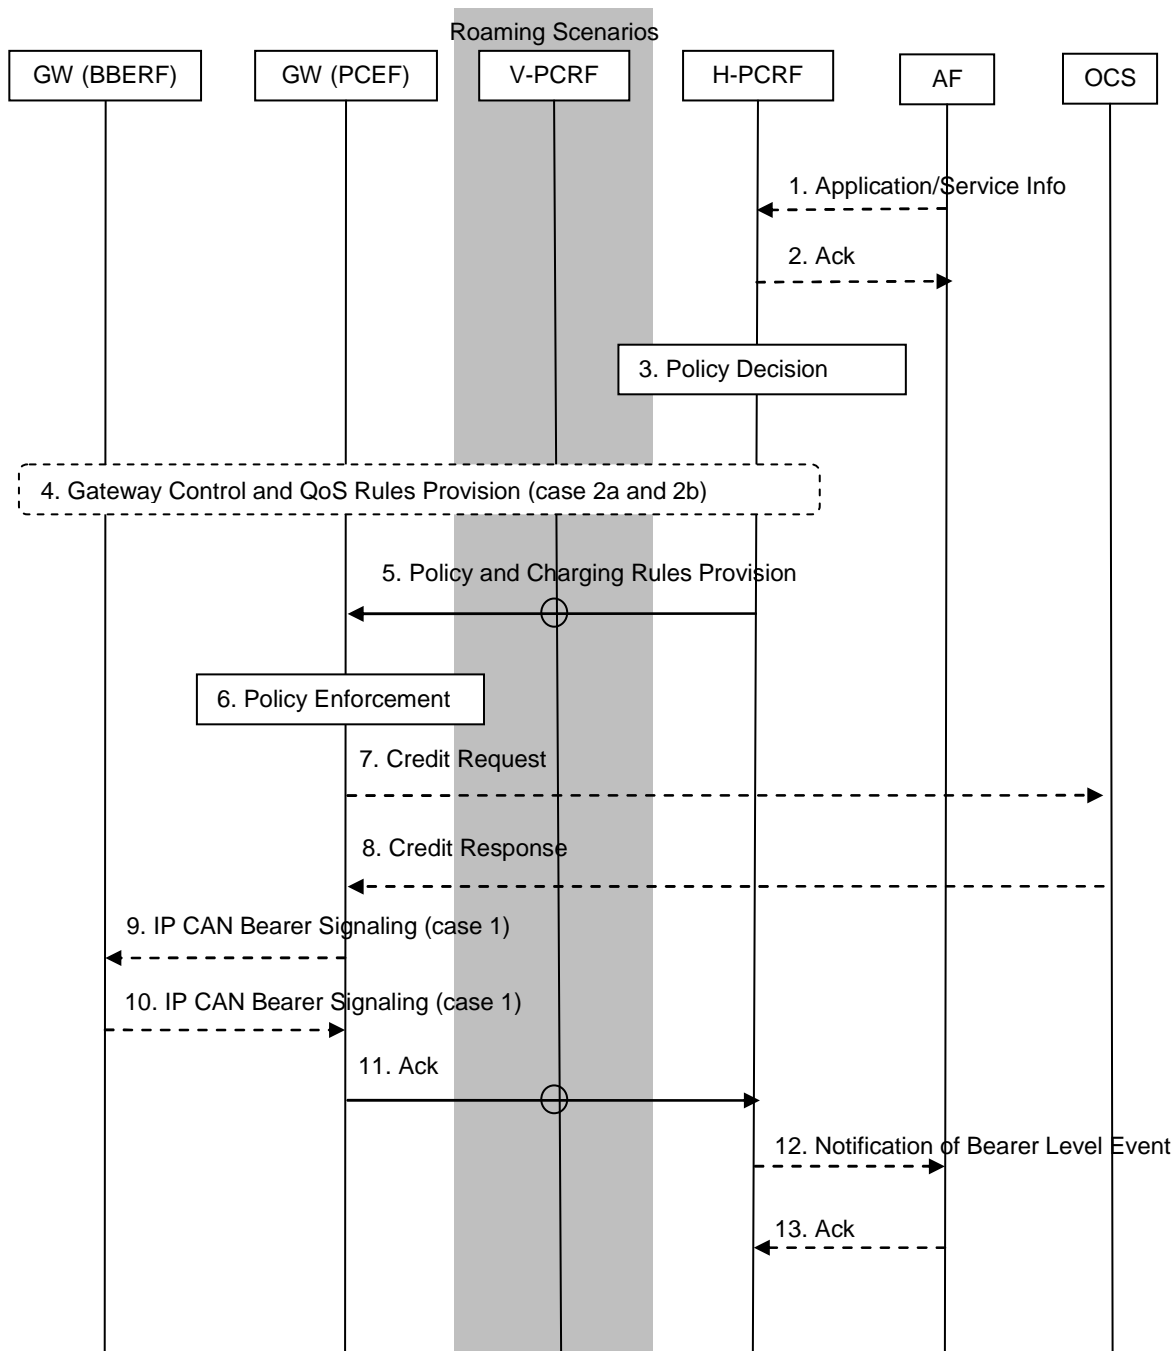 Roaming Scenarios
GW (BBERF)
GW (PCEF)
V-PCRF
H-PCRF
AF
OCS
1. Application/Service Info
2. Ack
3. Policy Decision
4. Gateway Control and QoS Rules Provision (case 2a and 2b)
5. Policy and Charging Rules Provision
6. Policy Enforcement
7. Credit Request
8. Credit Response
9. IP CAN Bearer Signaling (case 1)
10. IP CAN Bearer Signaling (case 1)
11. Ack
12. Notification of Bearer Level Event
13. Ack